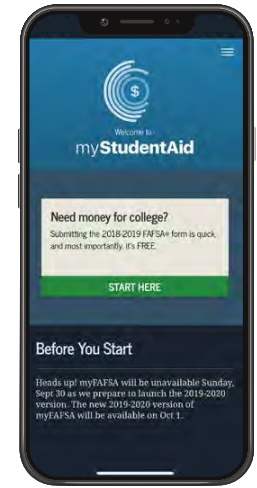 $
Welcome to
myStudentAid
Need money for college?
Submitting the 2018-2019 FAFSA® form is quick,
and most importantly, it's FREE.
START HERE
Before You Start
Heads up! myFAFSA will be unavailable Sunday,
Sept 30 as we prepare to launch the 2019-2020
version. The new 2019-2020 version of
myFAFSA will be available on Oct 1.